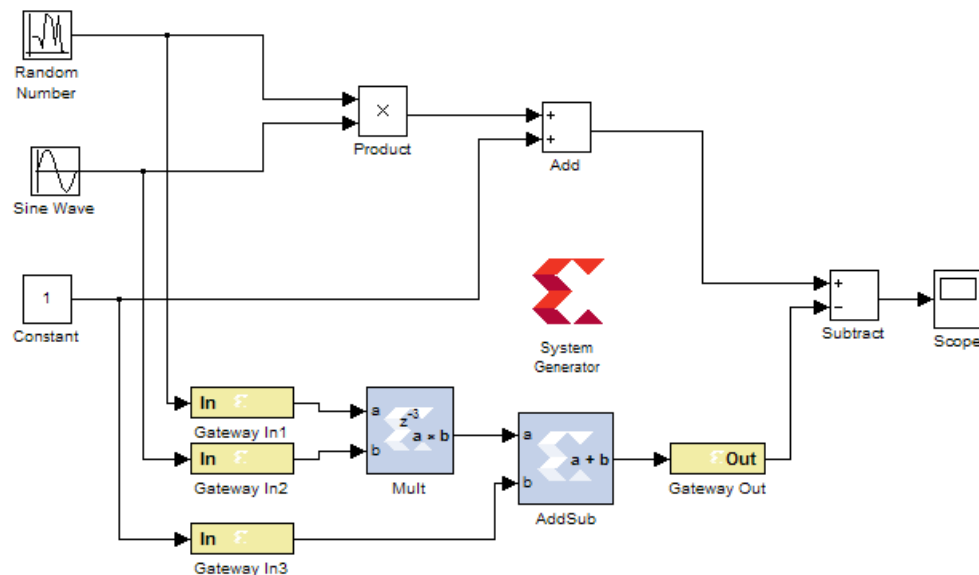 Random
Number
×
Product
+
+
Add
Sine Wave
1
Constant
System
Generator
+
−
Subtract
Scope
In
Gateway In1
In
Gateway In2
In
Gateway In3
a
b
z-3
a × b
Mult
a
b
a + b
AddSub
Out
Gateway Out